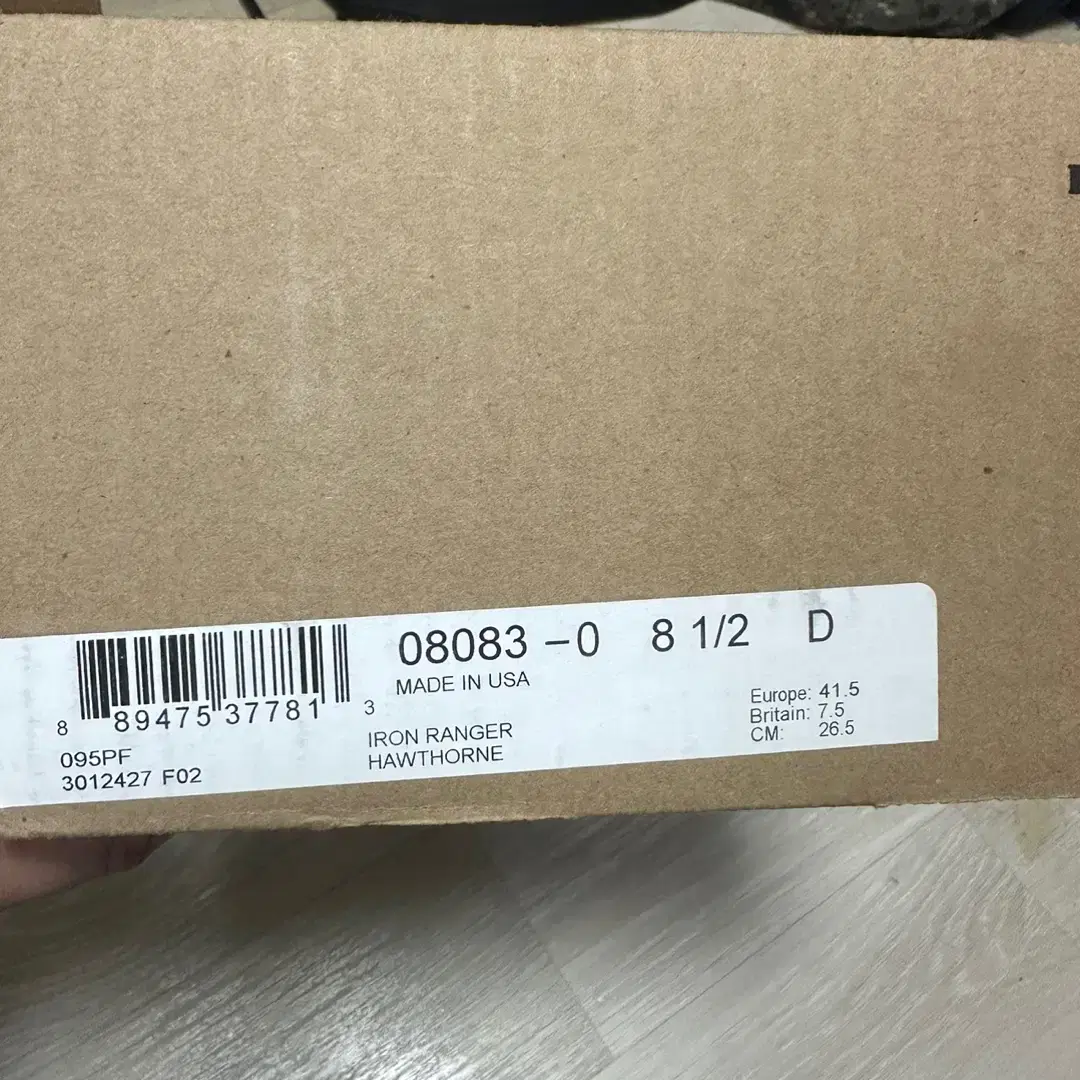 08083 -0 8 1/2 D
MADE IN USA
8 89475 37781 3
095PF
3012427 F02
IRON RANGER
HAWTHORNE
Europe: 41.5
Britain: 7.5
CM: 26.5